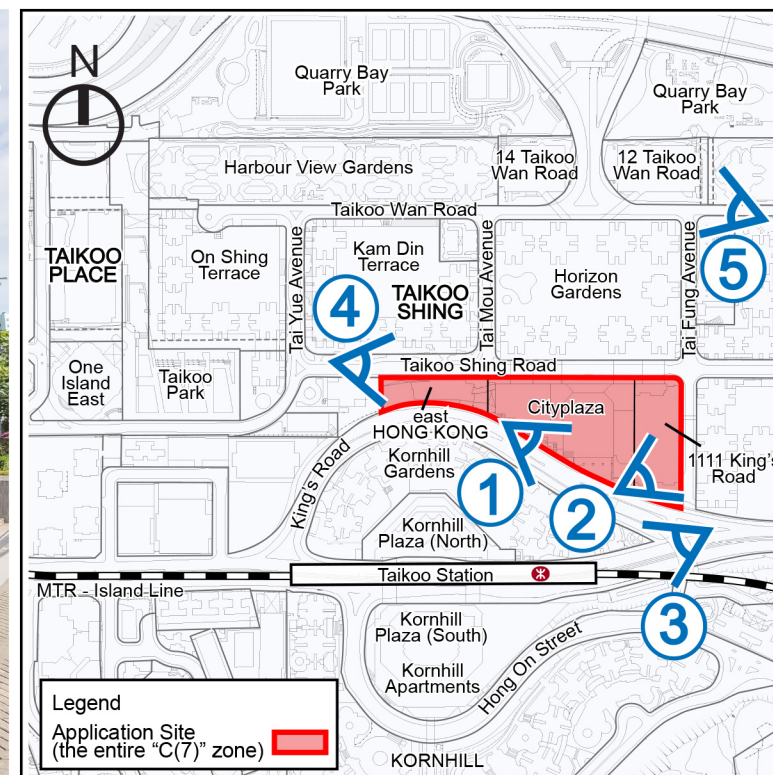 N
Quarry Bay
Park
Quarry Bay
Park
Harbour View Gardens
14 Taikoo
Wan Road
12 Taikoo
Wan Road
Taikoo Wan Road
TAIKOO
PLACE
On Shing
Terrace
Tai Yue Avenue
Kam Din
Terrace
TAIKOO
SHING
Tai Mou Avenue
Horizon
Gardens
Tai Fung Avenue
5
4
One
Island
East
Taikoo
Park
Taikoo Shing Road
east
HONG KONG
Cityplaza
1111 King's
Road
King's Road
Kornhill
Gardens
1
2
Kornhill
Plaza (North)
Taikoo Station
MTR - Island Line
3
Kornhill
Plaza (South)
Kornhill
Apartments
Hong On Street
KORNHILL
Legend
Application Site
(the entire "C(7)" zone)